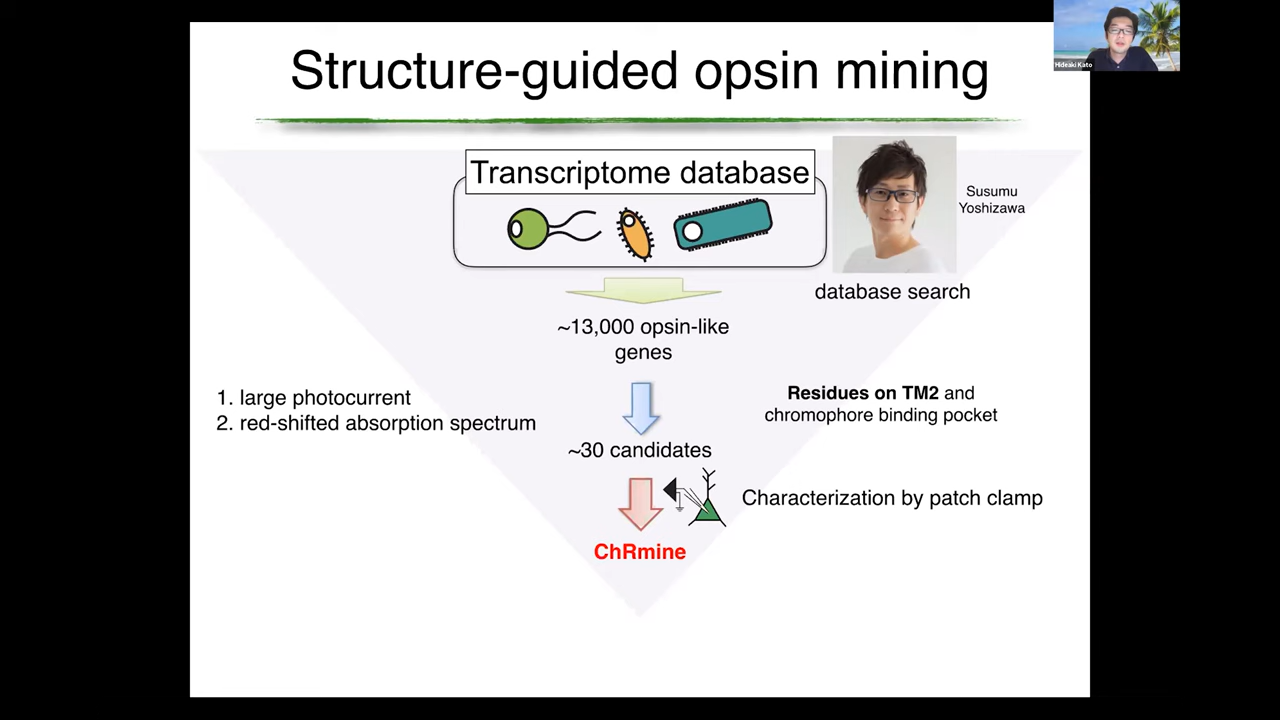 Structure-guided opsin mining
Hideaki Kato
Transcriptome database
Susumu
Yoshizawa
database search
~13,000 opsin-like
genes
1. large photocurrent
2. red-shifted absorption spectrum
Residues on TM2 and
chromophore binding pocket
~30 candidates
Characterization by patch clamp
ChRmine